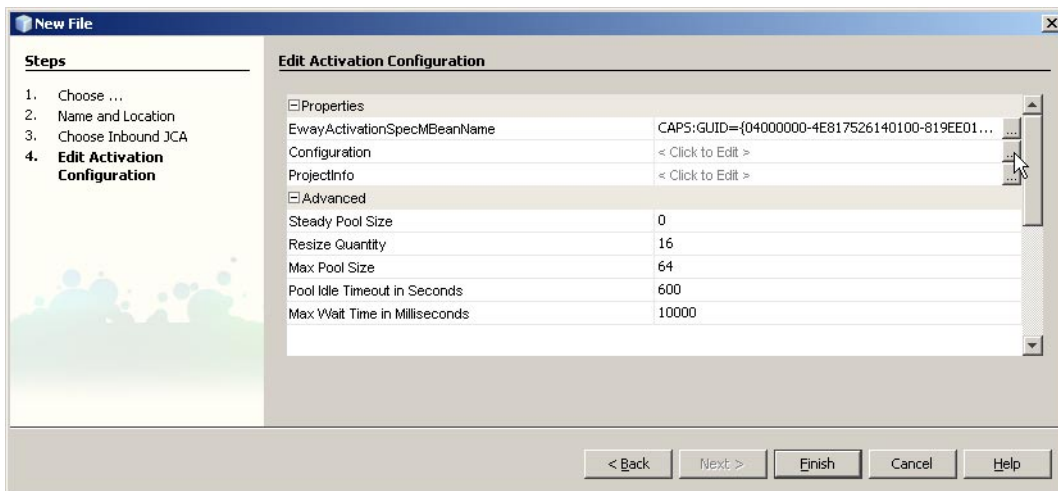 New File
Steps
1. Choose ...
2. Name and Location
3. Choose Inbound JCA
4. Edit Activation
Configuration
Edit Activation Configuration
Properties
EwayActivationSpecMBeanName CAPS:GUID={04000000-4E817526140100-819EE01... ...
Configuration < Click to Edit > ...
ProjectInfo < Click to Edit > ...
Advanced
Steady Pool Size 0
Resize Quantity 16
Max Pool Size 64
Pool Idle Timeout in Seconds 600
Max Wait Time in Milliseconds 10000
< Back Next > Finish Cancel Help